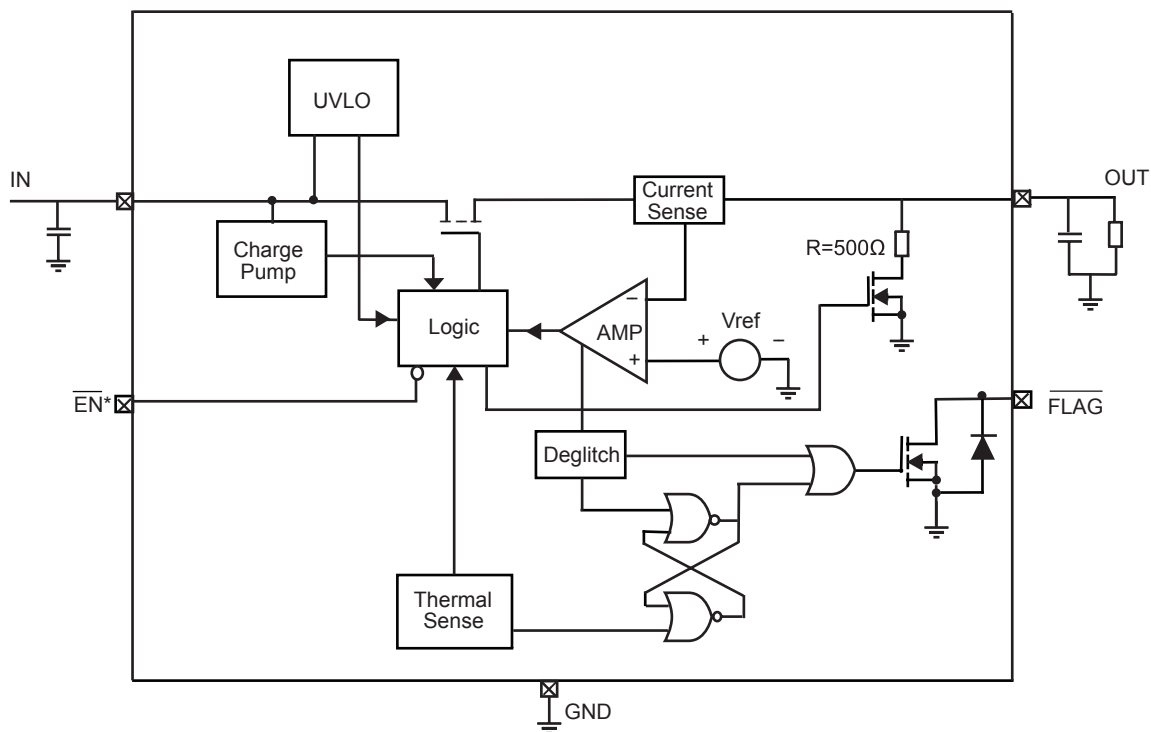 UVLO
IN
Current
Sense
OUT
Charge
Pump
R=500Ω
Logic
AMP
−
+
Vref
+
−
EN*
FLAG
Deglitch
Thermal
Sense
GND